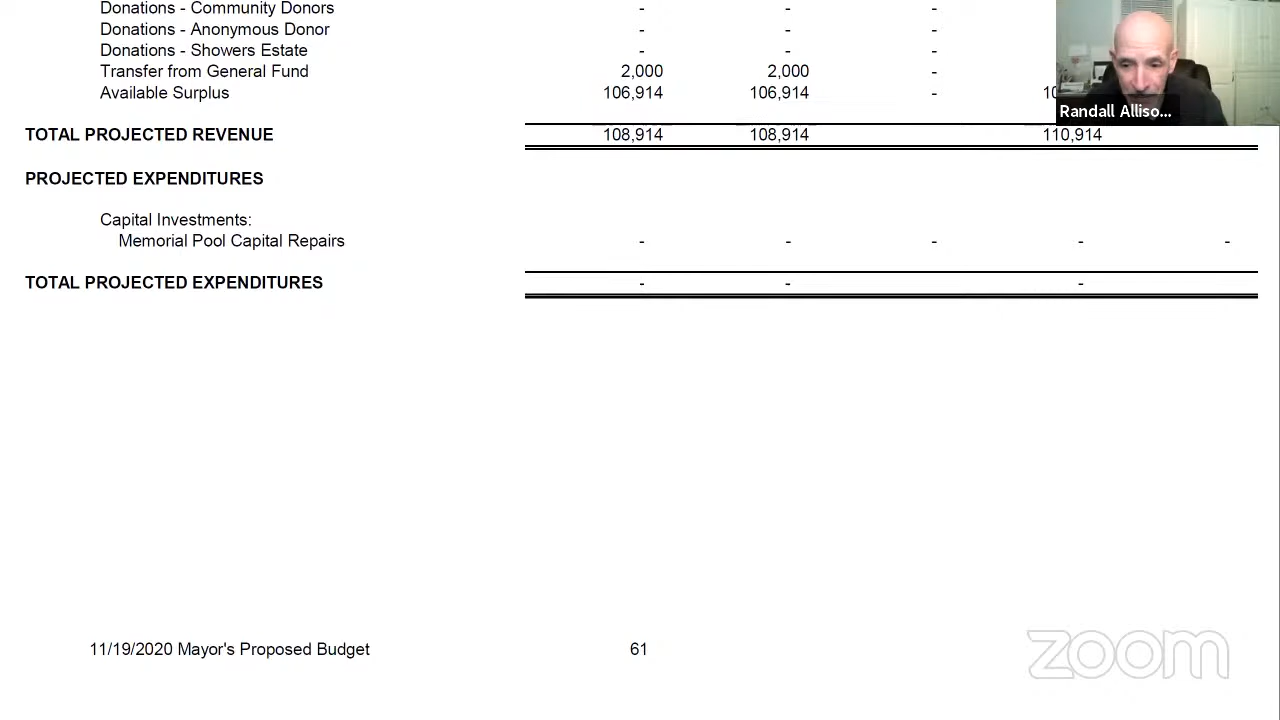 Donations - Community Donors - - -
Donations - Anonymous Donor - - -
Donations - Showers Estate - - -
Transfer from General Fund 2,000 2,000 -
Available Surplus 106,914 106,914 - 10
Randall Alliso...
TOTAL PROJECTED REVENUE 108,914 108,914 110,914
PROJECTED EXPENDITURES
Capital Investments:
Memorial Pool Capital Repairs - - - - -
TOTAL PROJECTED EXPENDITURES - - -
11/19/2020 Mayor's Proposed Budget 61
zoom